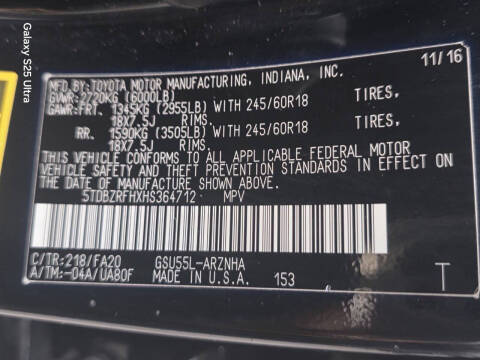 MFD.BY:TOYOTA MOTOR MANUFACTURING, INDIANA, INC. 11/16
GVWR:2720KG (6000LB)
GAWR:FRT. 1345KG (2955LB) WITH 245/60R18 TIRES,
18X7.5J RIMS,
RR. 1590KG (3505LB) WITH 245/60R18 TIRES,
18X7.5J RIMS,
THIS VEHICLE CONFORMS TO ALL APPLICABLE FEDERAL MOTOR
VEHICLE SAFETY AND THEFT PREVENTION STANDARDS IN EFFECT ON
THE DATE OF MANUFACTURE SHOWN ABOVE.
5TDBZRFHXHS364712 MPV
C/TR:218/FA20 GSU55L-ARZNHA
A/TM:-04A/UA80F MADE IN U.S.A. 153 T
Galaxy S25 Ultra